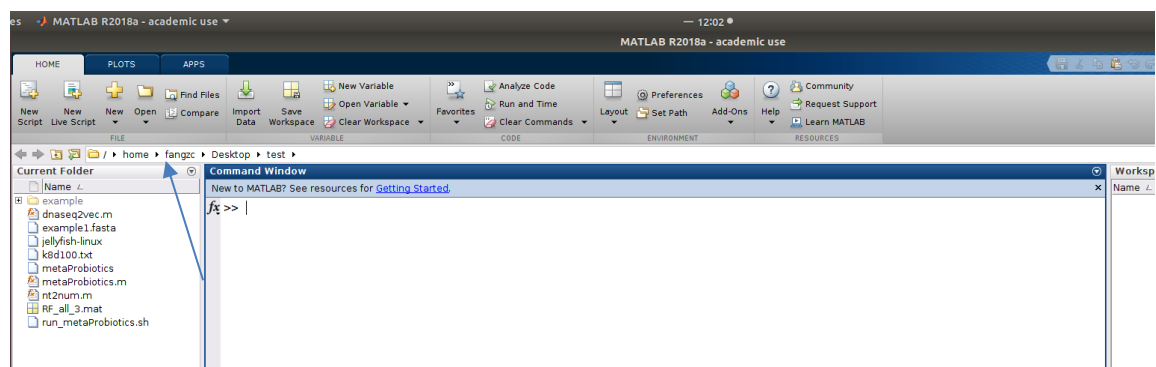 es MATLAB R2018a - academic use — 12:02
MATLAB R2018a - academic use
HOME PLOTS APPS
New Script New Live Script New Open Find Files Compare Import Data Save Workspace New Variable Open Variable Clear Workspace Favorites Analyze Code Run and Time Clear Commands Layout Preferences Set Path Add-Ons Help Community Request Support Learn MATLAB
FILE VARIABLE CODE ENVIRONMENT RESOURCES
/ home fangzc Desktop test
Current Folder Command Window Worksp
Name New to MATLAB? See resources for Getting Started. x Name
example fx >>
dnaseq2vec.m
example1.fasta
jellyfish-linux
k8d100.txt
metaProbiotics
metaProbiotics.m
nt2num.m
RF_all_3.mat
run_metaProbiotics.sh